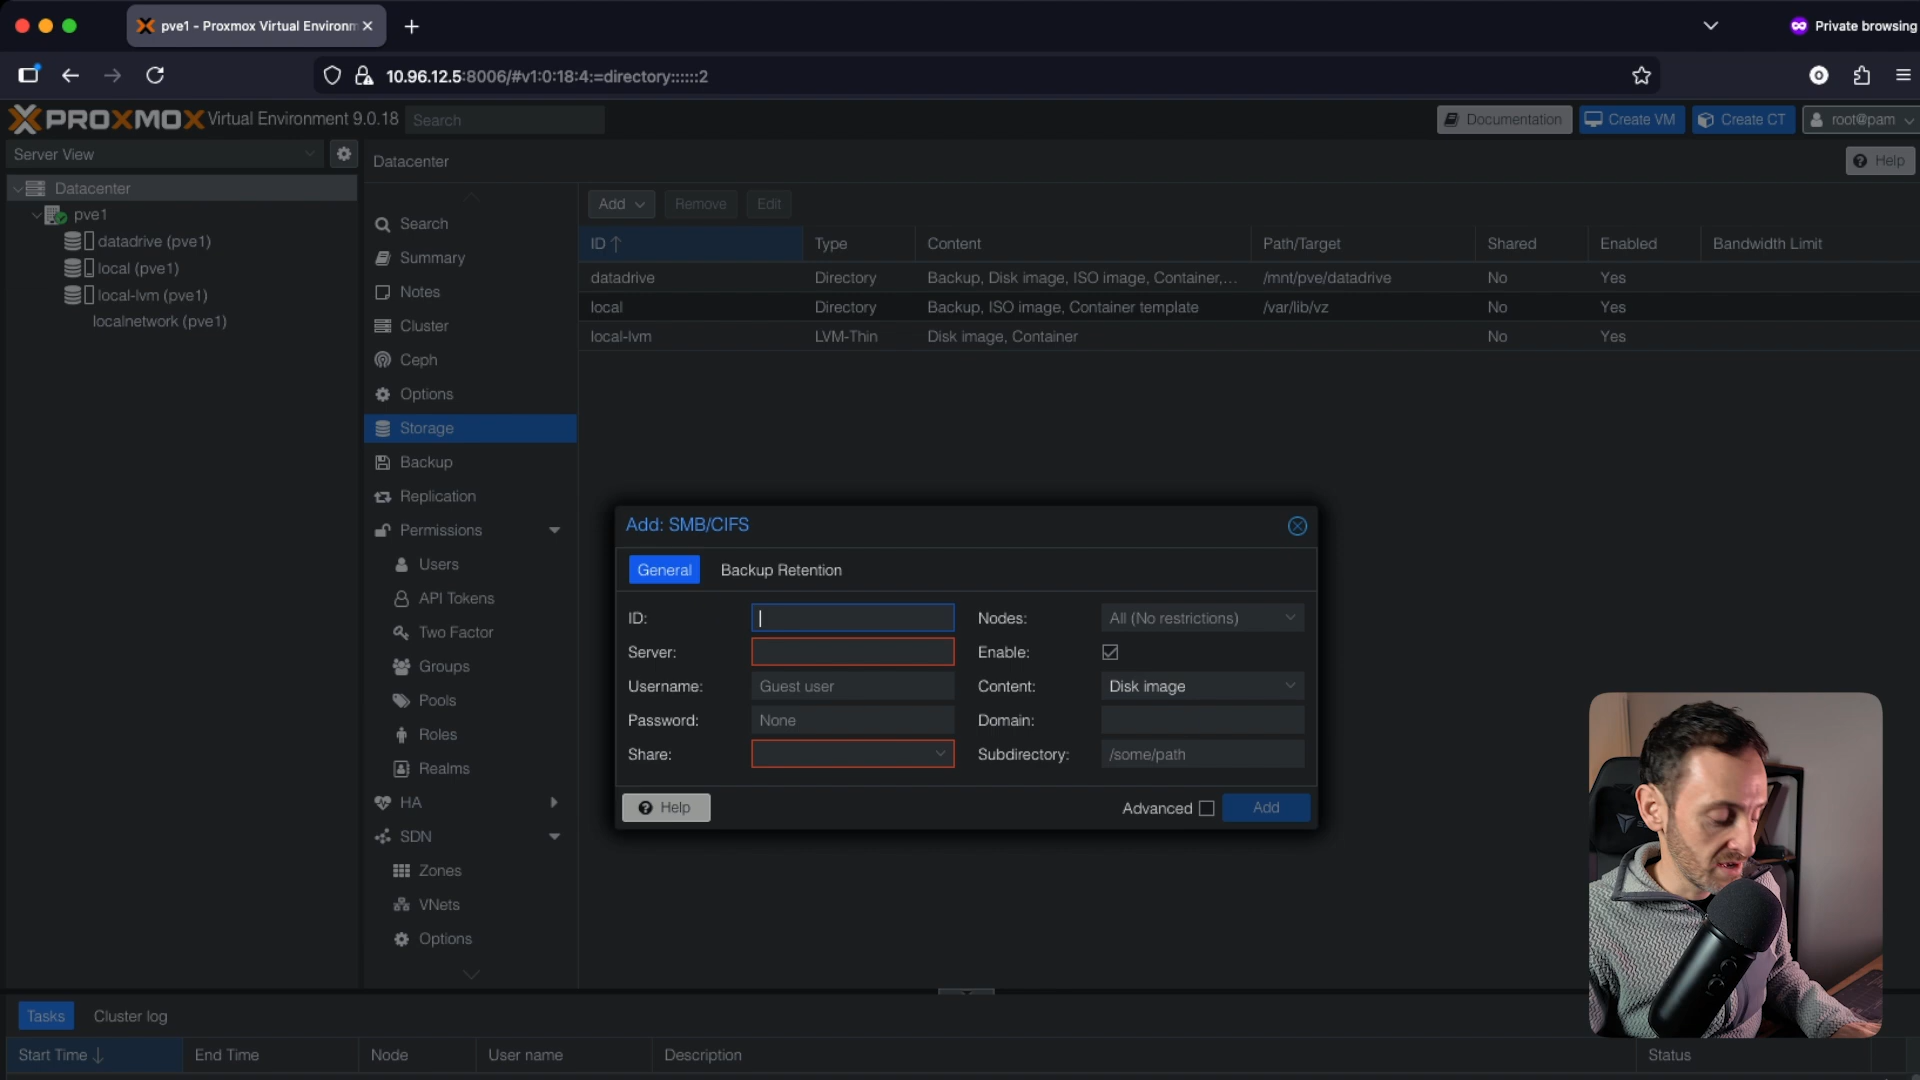 pve1 - Proxmox Virtual Environm
Private browsing
10.96.12.5:8006/#v1:0:18:4:=directory::::::2
PROXMOX Virtual Environment 9.0.18
Search
Documentation
Create VM
Create CT
root@pam
Server View
Datacenter
Help
Datacenter
pve1
datadrive (pve1)
local (pve1)
local-lvm (pve1)
localnetwork (pve1)
Search
Summary
Notes
Cluster
Ceph
Options
Storage
Backup
Replication
Permissions
Users
API Tokens
Two Factor
Groups
Pools
Roles
Realms
HA
SDN
Zones
VNets
Options
Add
Remove
Edit
ID Type Content Path/Target Shared Enabled Bandwidth Limit
datadrive Directory Backup, Disk image, ISO image, Container,... /mnt/pve/datadrive No Yes
local Directory Backup, ISO image, Container template /var/lib/vz No Yes
local-lvm LVM-Thin Disk image, Container No Yes
Add: SMB/CIFS
General
Backup Retention
ID:
Nodes: All (No restrictions)
Server:
Enable:
Username: Guest user
Content: Disk image
Password: None
Domain:
Share:
Subdirectory: /some/path
Help
Advanced
Add
Tasks
Cluster log
Start Time End Time Node User name Description Status